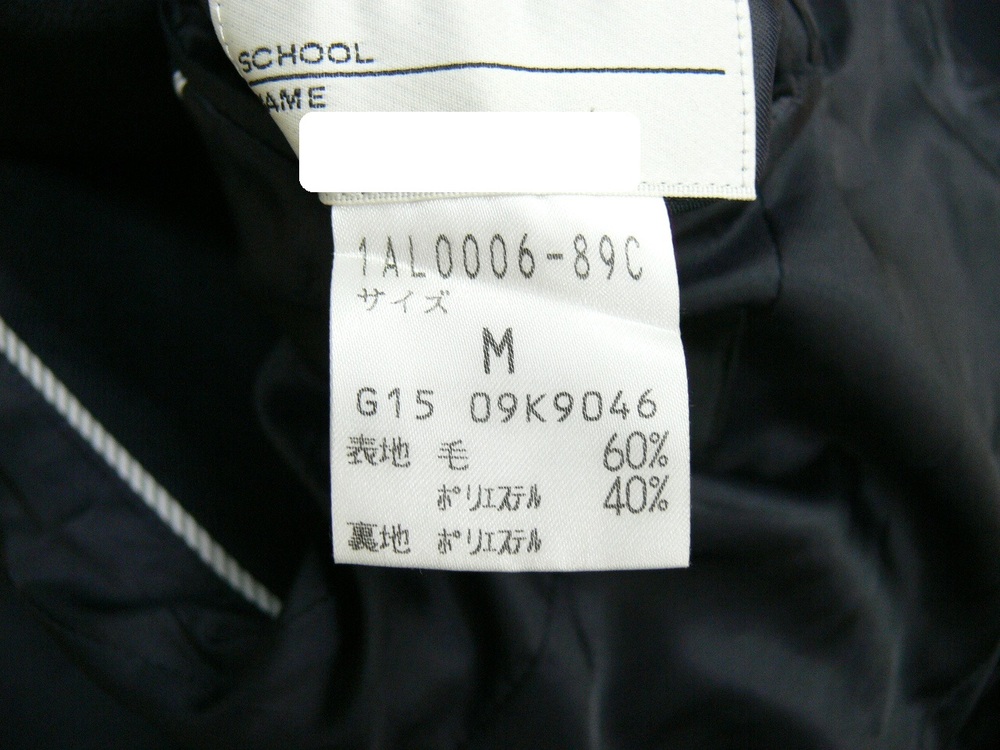 SCHOOL
NAME
1AL0006-89C
サイズ
M
G15 09K9046
表地 毛 60%
ポリエステル 40%
裏地 ポリエステル